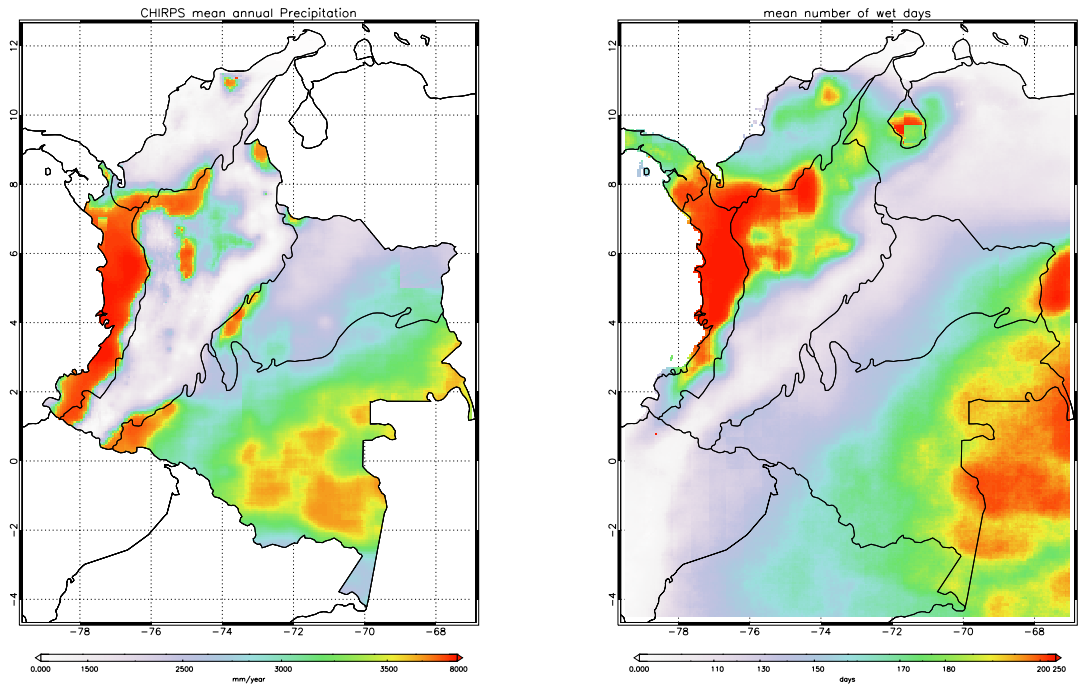 CHIRPS mean annual Precipitation
12
10
8
6
4
2
0
-2
-4
-78 -76 -74 -72 -70 -68
0.000 1500 2500 3000 3500 8000
mm/year
mean number of wet days
12
10
8
6
4
2
0
-2
-4
-78 -76 -74 -72 -70 -68
0.000 110 130 150 170 180 190 200 250
days